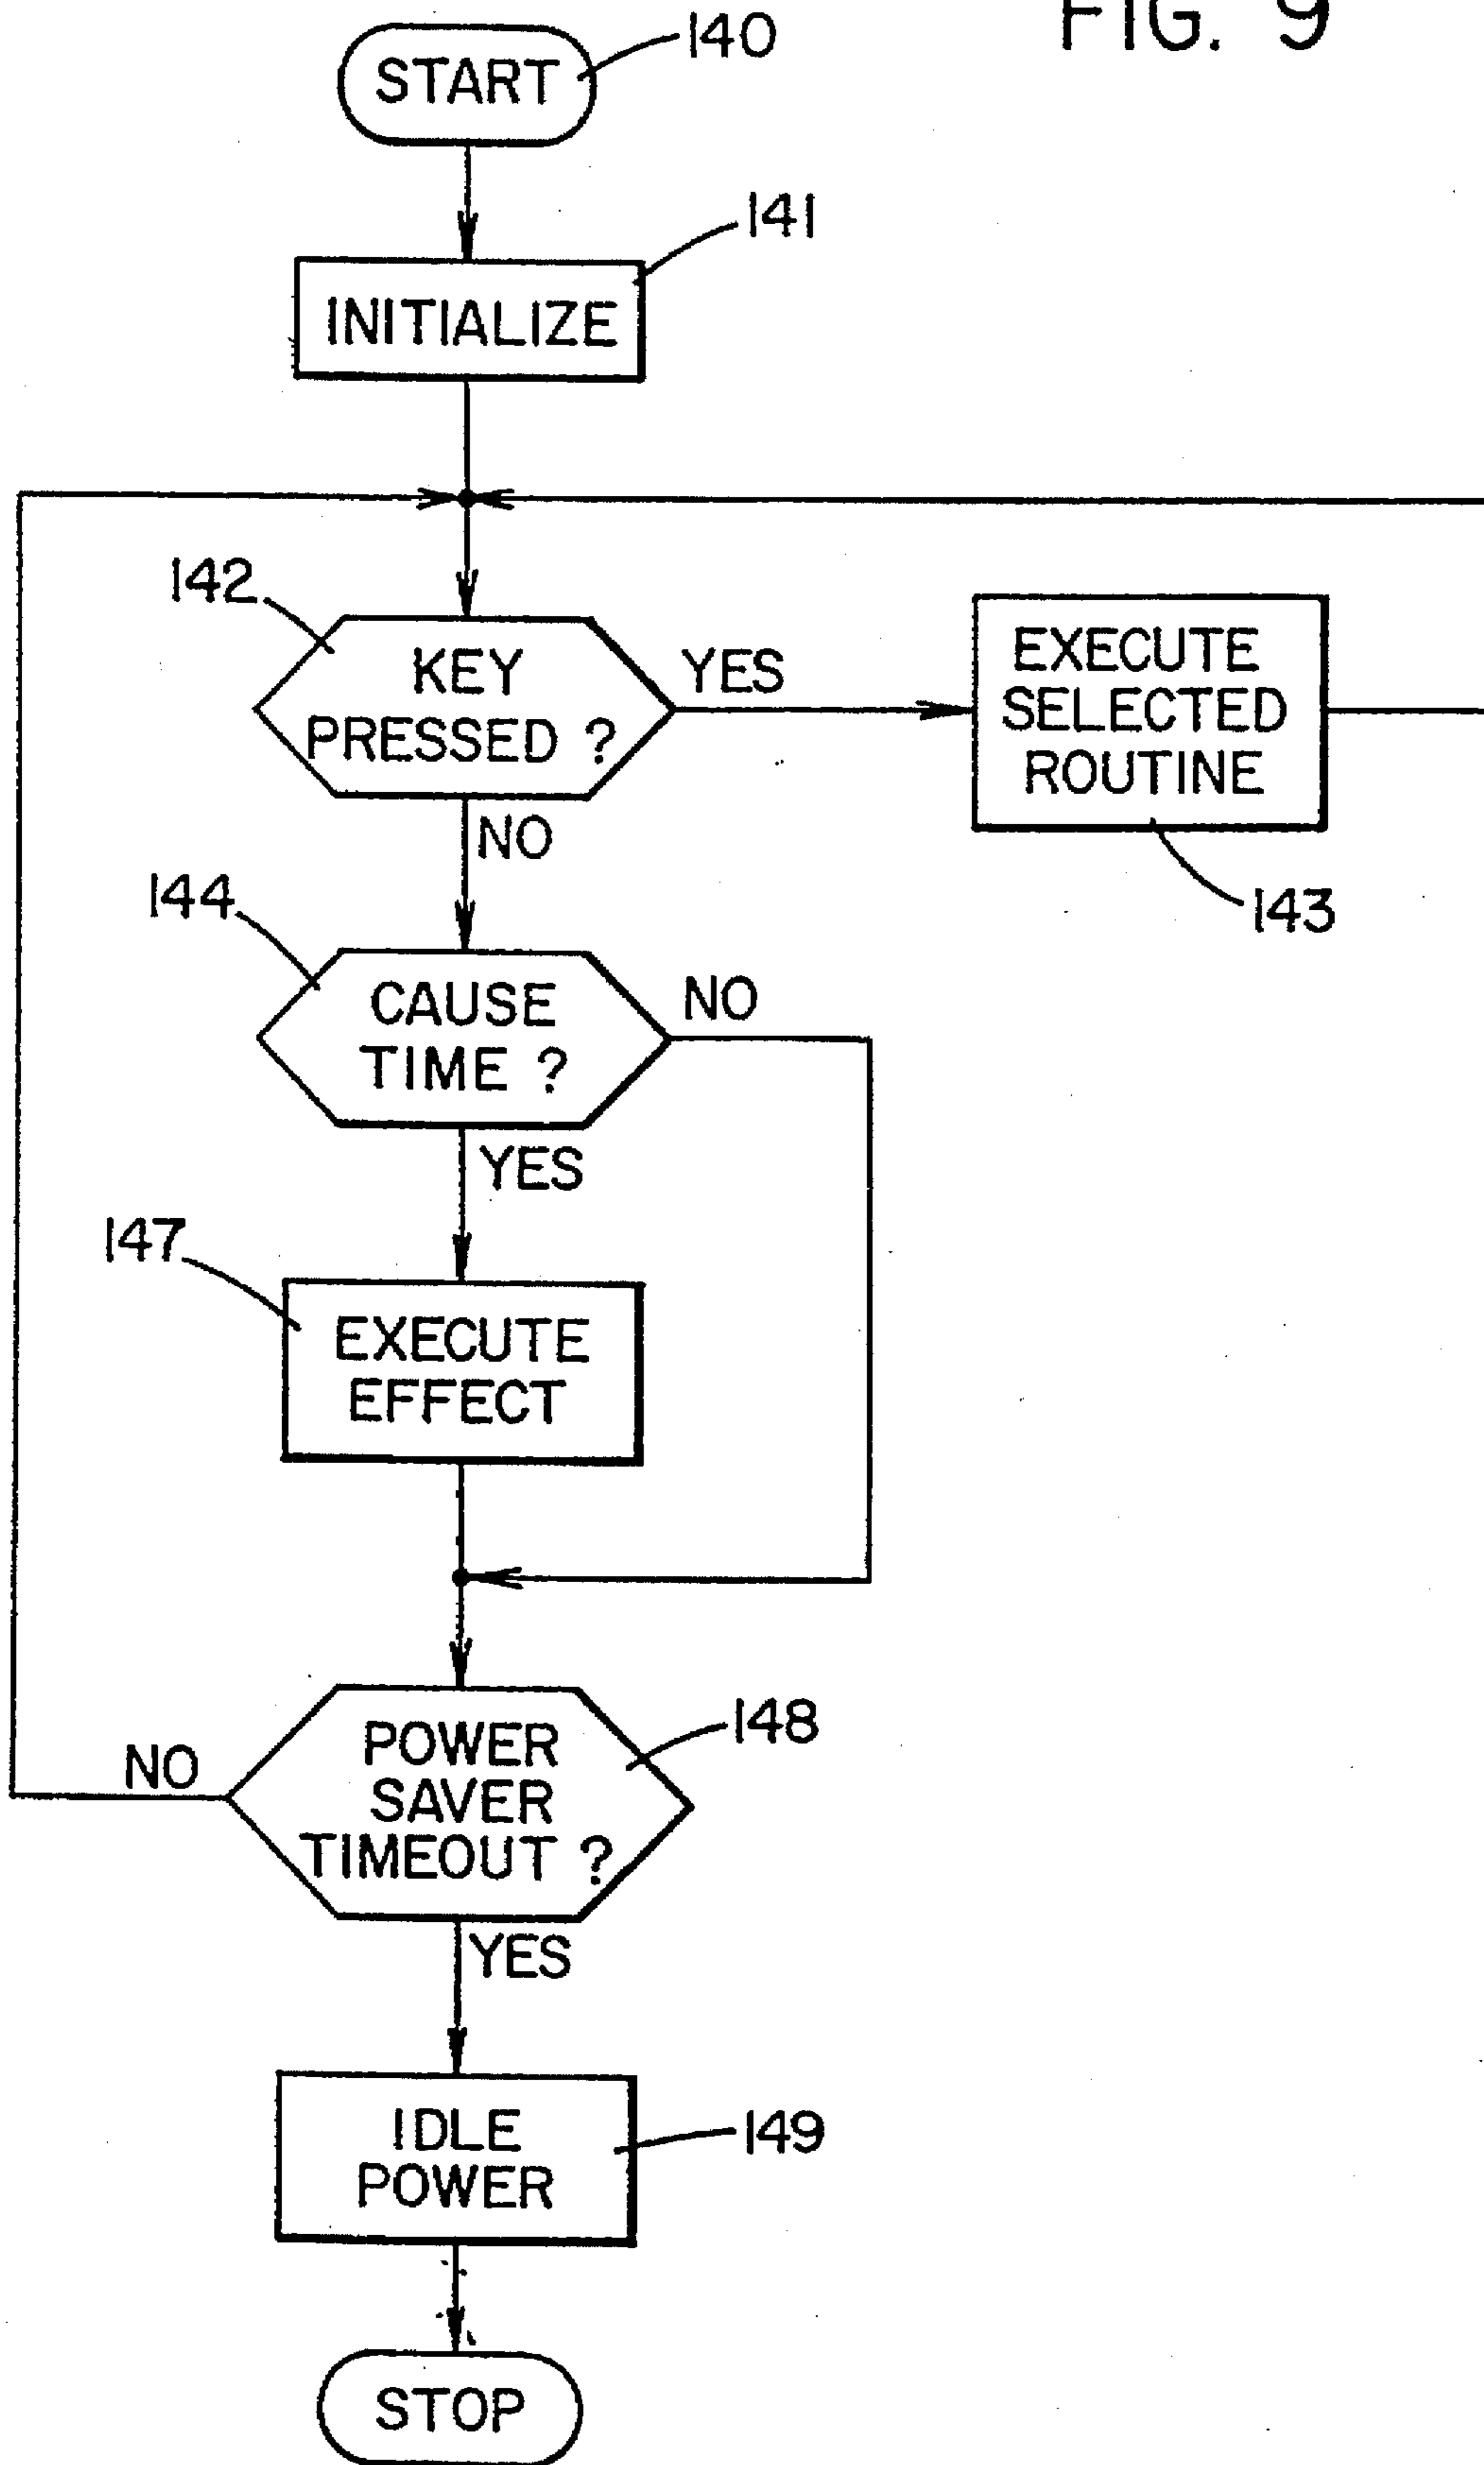 FIG. 9
START
140
INITIALIZE
141
142
KEY
PRESSED ?
YES
NO
EXECUTE
SELECTED
ROUTINE
143
144
CAUSE
TIME ?
NO
YES
147
EXECUTE
EFFECT
POWER
SAVER
TIMEOUT ?
148
NO
YES
IDLE
POWER
149
STOP